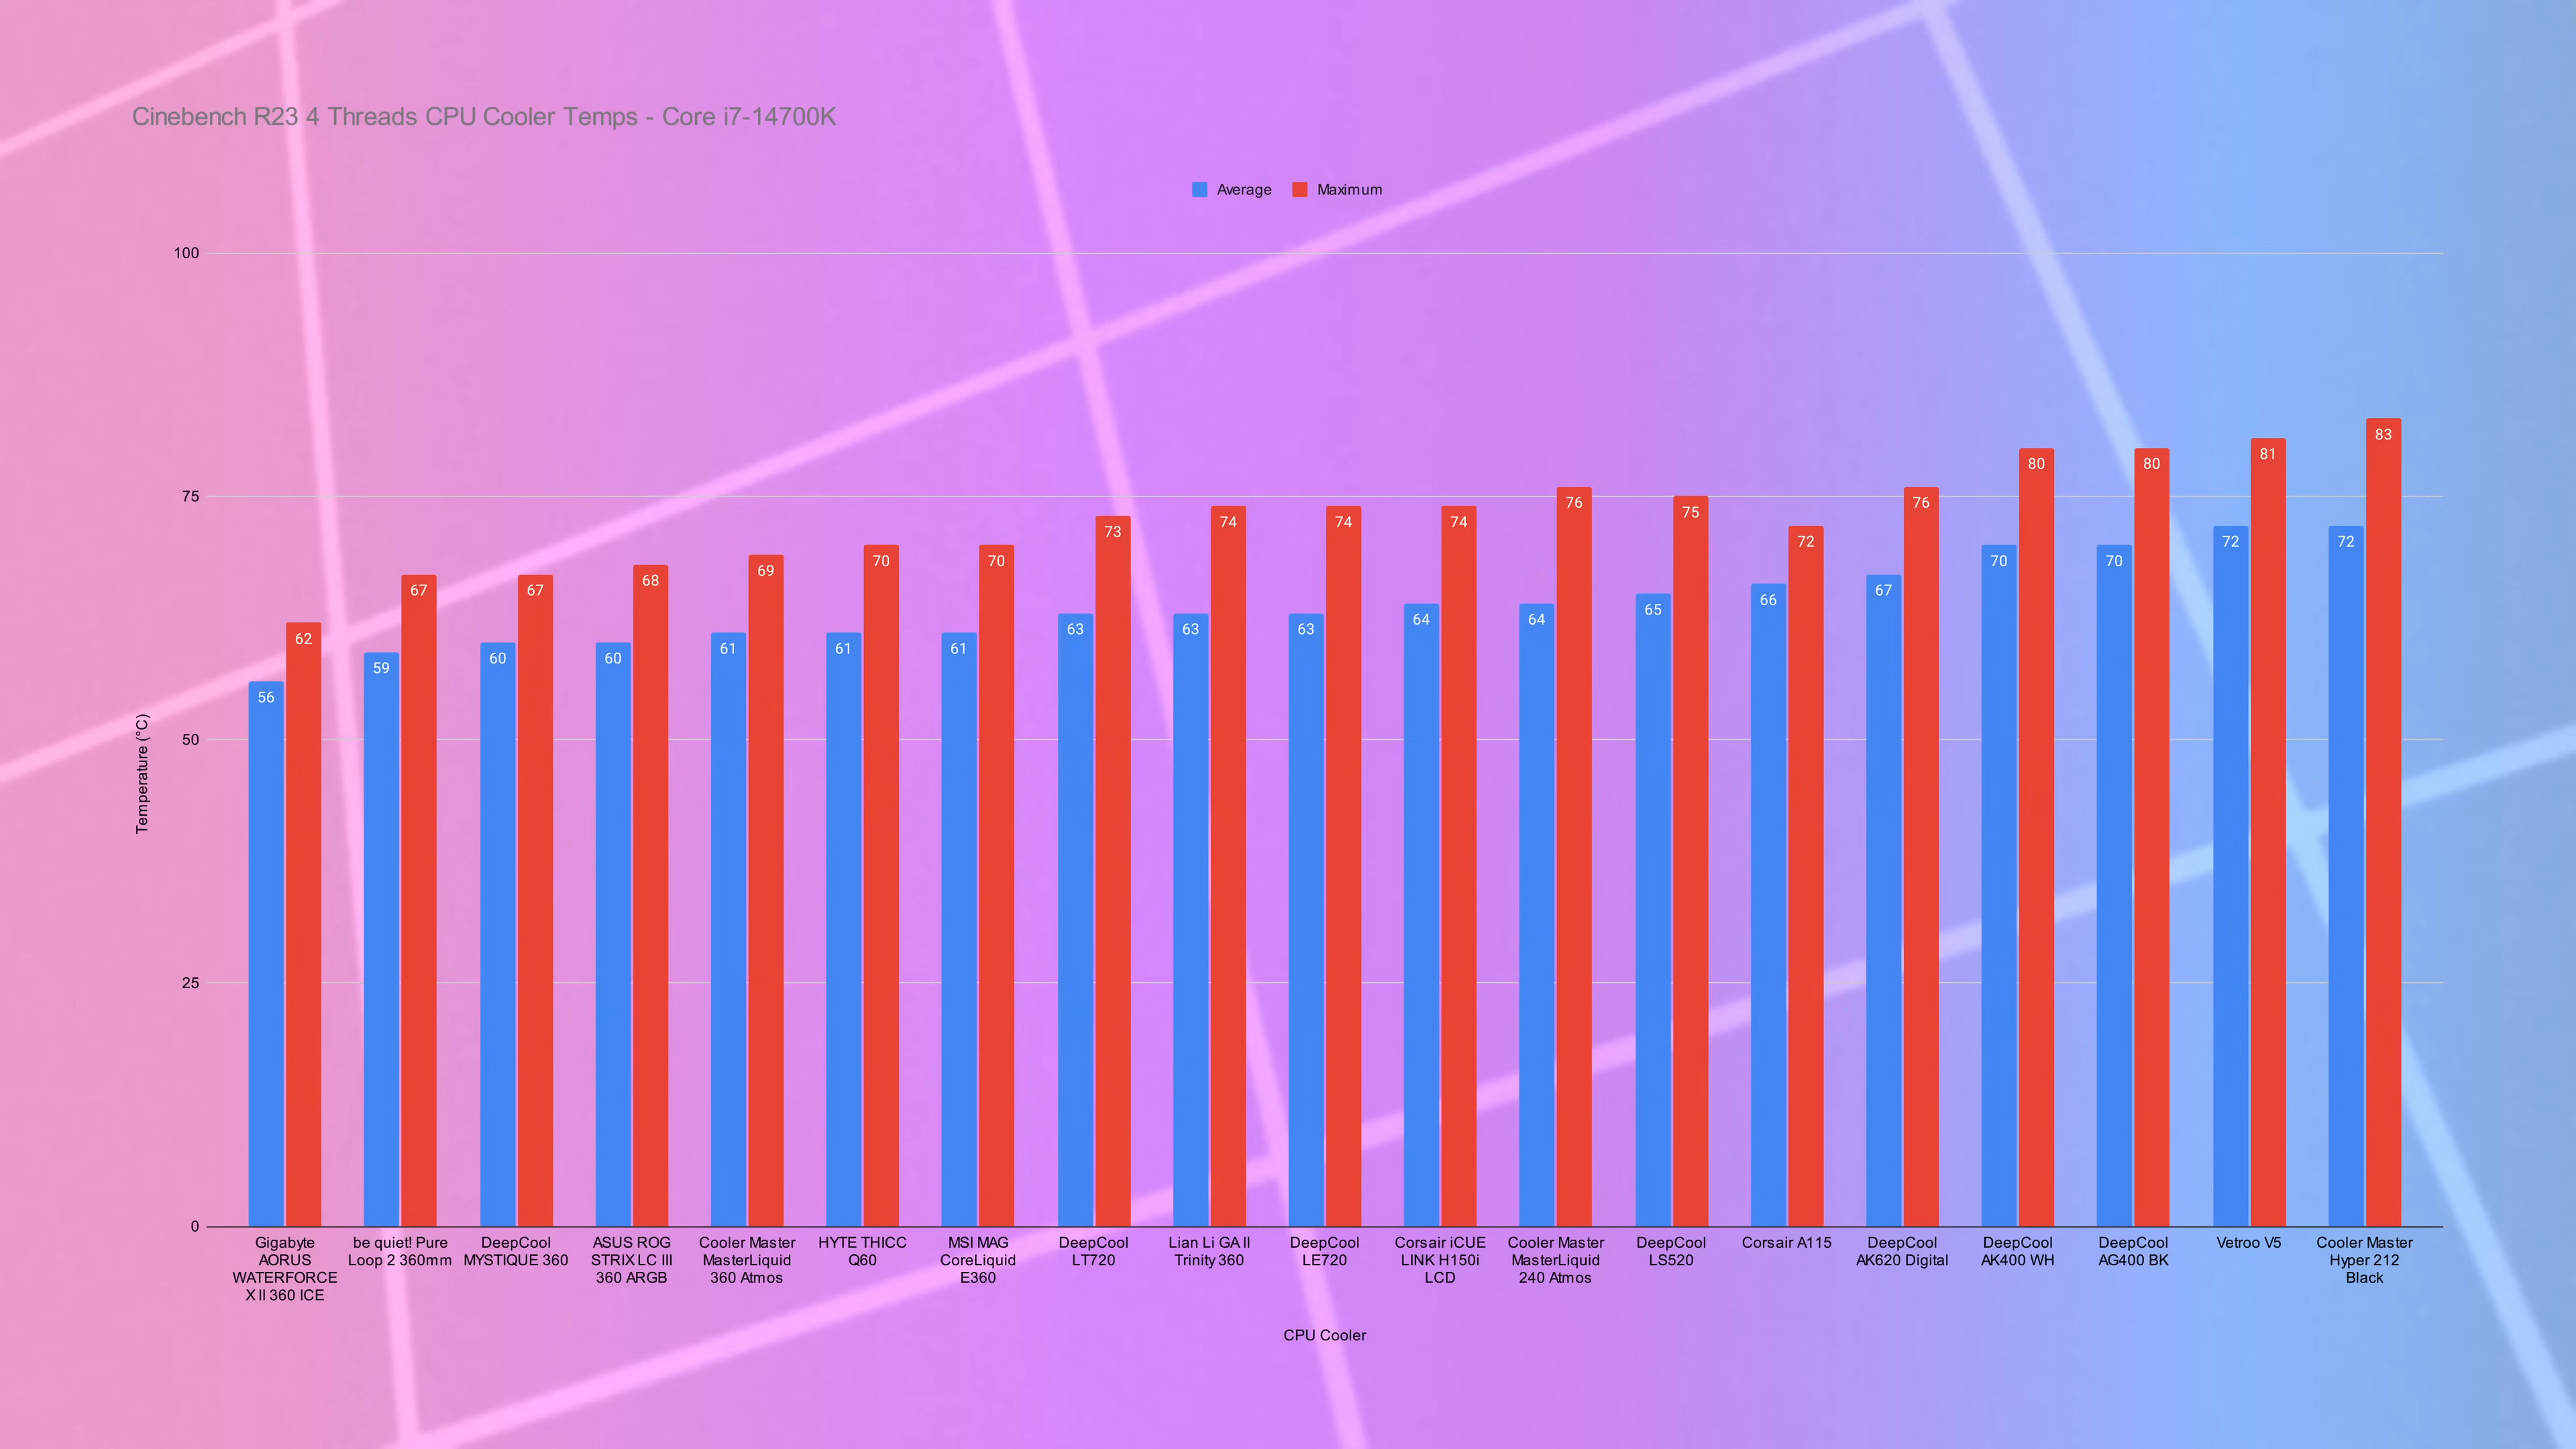 Cinebench R23 4 Threads CPU Cooler Temps - Core i7-14700K
Average
Maximum
100
75
50
25
0
Temperature (°C)
56
62
59
67
60
67
60
68
61
69
61
70
61
70
63
73
63
74
63
74
64
74
64
76
65
75
66
72
67
76
70
80
70
80
72
81
72
83
Gigabyte
AORUS
WATERFORCE
X II 360 ICE
be quiet! Pure
Loop 2 360mm
DeepCool
MYSTIQUE 360
ASUS ROG
STRIX LC III
360 ARGB
Cooler Master
MasterLiquid
360 Atmos
HYTE THICC
Q60
MSI MAG
CoreLiquid
E360
DeepCool
LT720
Lian Li GA II
Trinity 360
DeepCool
LE720
Corsair iCUE
LINK H150i
LCD
Cooler Master
MasterLiquid
240 Atmos
DeepCool
LS520
Corsair A115
DeepCool
AK620 Digital
DeepCool
AK400 WH
DeepCool
AG400 BK
Vetroo V5
Cooler Master
Hyper 212
Black
CPU Cooler